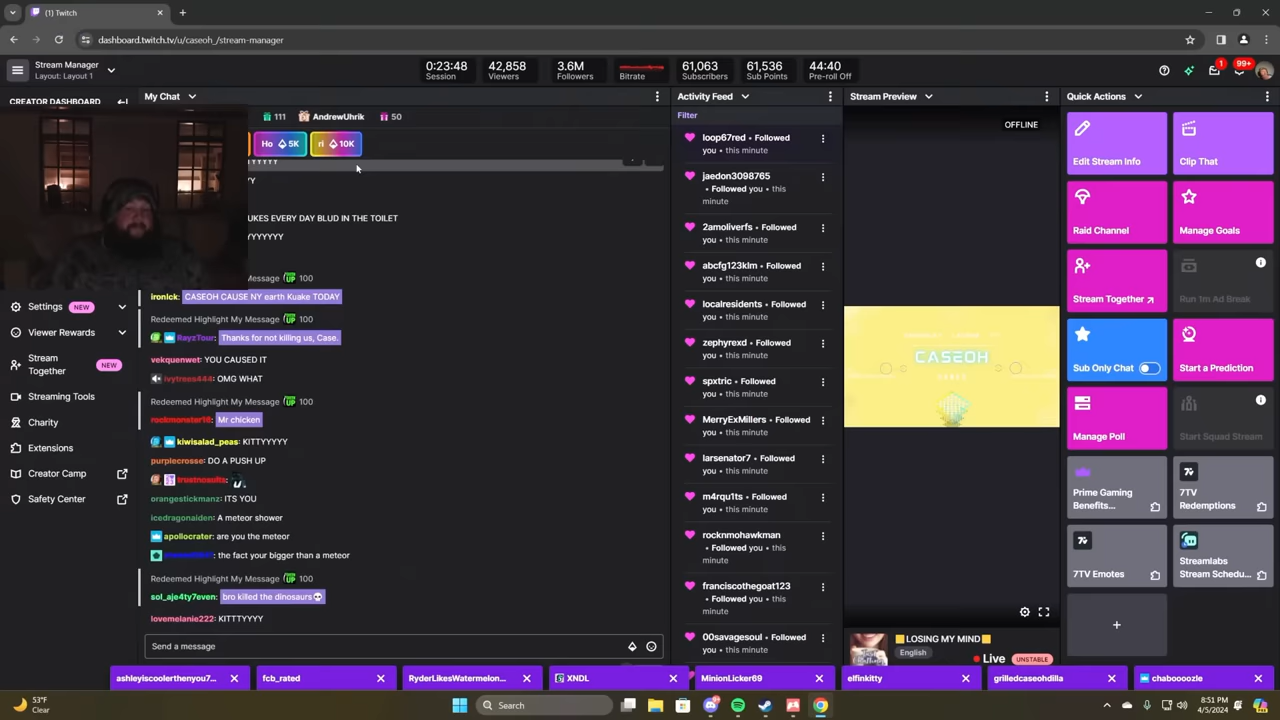 (1) Twitch
dashboard.twitch.tv/u/caseoh_/stream-manager
Stream Manager
Layout: Layout 1
0:23:48
Session
42,858
Viewers
3.6M
Followers
Bitrate
61,063
Subscribers
61,536
Sub Points
44:40
Pre-roll Off
1
99+
CREATOR DASHBOARD
Settings NEW
Viewer Rewards
Stream
Together NEW
Streaming Tools
Charity
Extensions
Creator Camp
Safety Center
My Chat
111 AndrewUhrik 50
Ho 5K ri 10K
UKES EVERY DAY BLUD IN THE TOILET
YYYYYYY
Message UP 100
ironlck: CASEOH CAUSE NY earth Kuake TODAY
Redeemed Highlight My Message UP 100
RayzTour: Thanks for not killing us, Case.
vekquenwet: YOU CAUSED IT
ivytrees444: OMG WHAT
Redeemed Highlight My Message UP 100
rockmonster16: Mr chicken
kiwisalad_peas: KITTYYYYY
purplecrosse: DO A PUSH UP
orangestickmanz: ITS YOU
icedragonaiden: A meteor shower
apollocrater: are you the meteor
: the fact your bigger than a meteor
Redeemed Highlight My Message UP 100
sol_aje4ty7even: bro killed the dinosaurs💀
lovemelanie222: KITTTYYYY
Send a message
Activity Feed
Filter
loop67red • Followed
you • this minute
jaedon3098765
• Followed you • this
minute
2amoliverfs • Followed
you • this minute
abcfg123klm • Followed
you • this minute
localresidents • Followed
you • this minute
zephyrexd • Followed
you • this minute
spxtric • Followed
you • this minute
MerryExMillers • Followed
you • this minute
larsenator7 • Followed
you • this minute
m4rqu1ts • Followed
you • this minute
rocknmohawkman
• Followed you • this
minute
franciscothegoat123
• Followed you • this
minute
00savagesoul • Followed
you • this minute
Stream Preview
OFFLINE
CASEOH
🟨LOSING MY MIND🟨
English
Live UNSTABLE
Quick Actions
Edit Stream Info
Clip That
Raid Channel
Manage Goals
Stream Together
Run 1m Ad Break
Sub Only Chat
Start a Prediction
Manage Poll
Start Squad Stream
Prime Gaming
Benefits...
7TV
Redemptions
7TV Emotes
Streamlabs
Stream Schedu...
+
ashleyiscoolerthenyou7...
fcb_rated
RyderLikesWatermelon...
XNDL
MinionLicker69
elfinkitty
grilledcaseohdilla
chaboooozle
53°F
Clear
Search
8:51 PM
4/5/2024